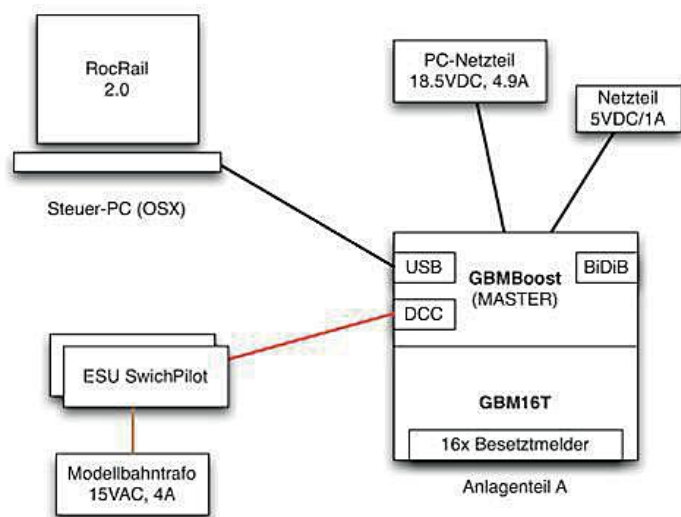 RocRail
2.0
Steuer-PC (OSX)
PC-Netzteil
18.5VDC, 4.9A
Netzteil
5VDC/1A
USB
GBMBoost
(MASTER)
BiDiB
DCC
ESU SwichPilot
GBM16T
16x Besetztmelder
Modellbahntrafo
15VAC, 4A
Anlagenteil A